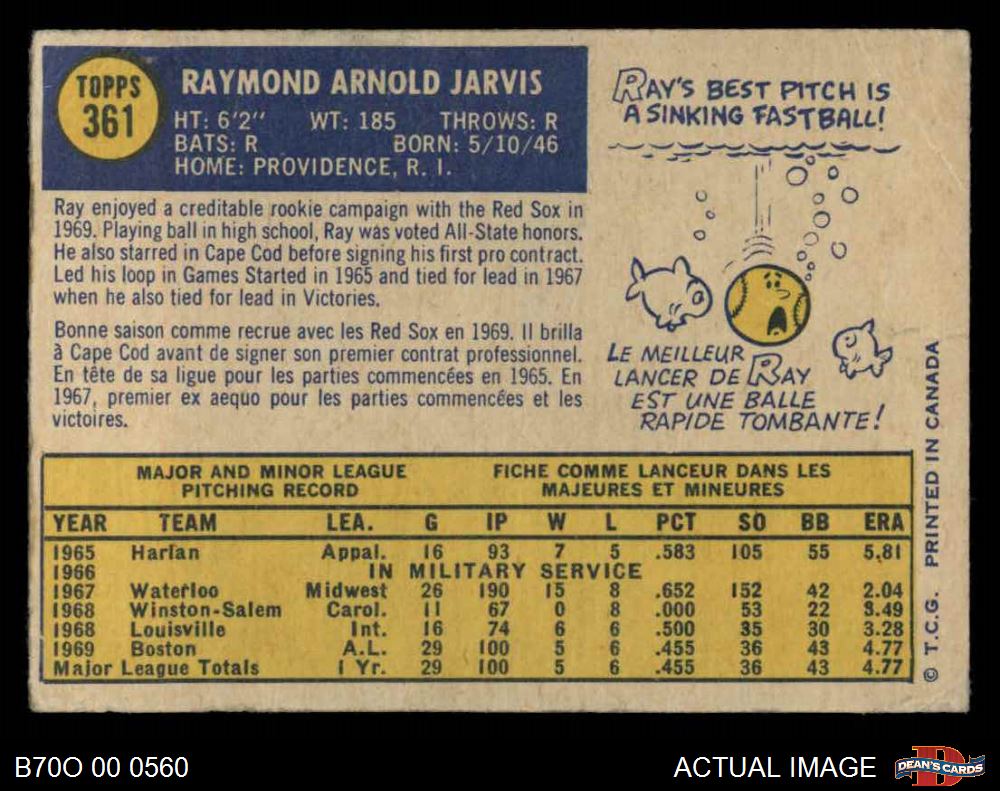 TOPPS
361
RAYMOND ARNOLD JARVIS
HT: 6'2" WT: 185 THROWS: R
BATS: R BORN: 5/10/46
HOME: PROVIDENCE, R. I.
Ray enjoyed a creditable rookie campaign with the Red Sox in
1969. Playing ball in high school, Ray was voted All-State honors.
He also starred in Cape Cod before signing his first pro contract.
Led his loop in Games Started in 1965 and tied for lead in 1967
when he also tied for lead in Victories.
Bonne saison comme recrue avec les Red Sox en 1969. Il brilla
à Cape Cod avant de signer son premier contrat professionnel.
En tête de sa ligue pour les parties commencées en 1965. En
1967, premier ex aequo pour les parties commencées et les
victoires.
RAY'S BEST PITCH IS
A SINKING FASTBALL!
LE MEILLEUR
LANCER DE RAY
EST UNE BALLE
RAPIDE TOMBANTE!
MAJOR AND MINOR LEAGUE
PITCHING RECORD
FICHE COMME LANCEUR DANS LES
MAJEURES ET MINEURES
YEAR TEAM LEA. G IP W L PCT SO BB ERA
1965 Harlan Appal. 16 93 7 5 .583 105 55 5.81
1966 IN MILITARY SERVICE
1967 Waterloo Midwest 26 190 15 8 .652 152 42 2.04
1968 Winston-Salem Carol. 11 67 0 8 .000 53 22 3.49
1968 Louisville Int. 16 74 6 6 .500 35 30 3.28
1969 Boston A.L. 29 100 5 6 .455 36 43 4.77
Major League Totals 1 Yr. 29 100 5 6 .455 36 43 4.77
© T.C.G. PRINTED IN CANADA
B70O 00 0560
ACTUAL IMAGE
DEAN'S CARDS